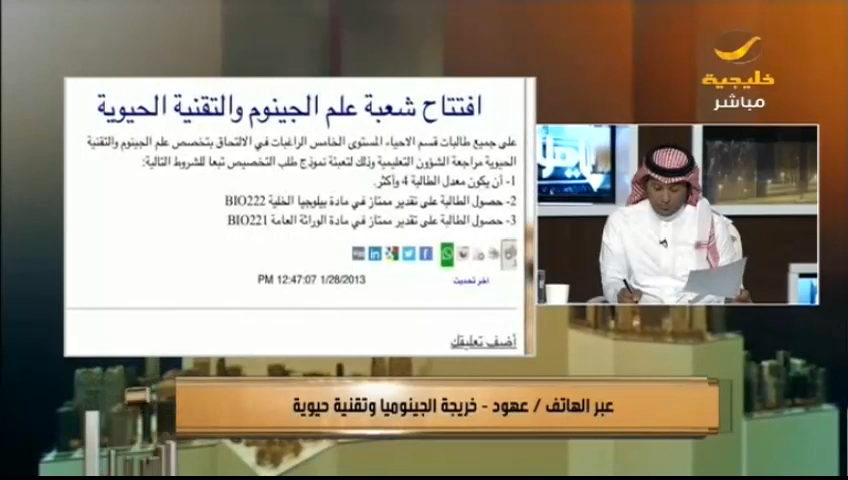 خليجية
مباشر
افتتاح شعبة علم الجينوم والتقنية الحيوية
على جميع طالبات قسم الاحياء المستوى الخامس الراغبات في الالتحاق بتخصص علم الجينوم والتقنية
الحيوية مراجعة الشؤون التعليمية وذلك لتعبئة نموذج طلب التخصيص تبعا للشروط التالية:
1- أن يكون معدل الطالبة 4 وأكثر.
2- حصول الطالبة على تقدير ممتاز في مادة بيلوجيا الخلية BIO222
3- حصول الطالبة على تقدير ممتاز في مادة الوراثة العامة BIO221
اخر تحديث
1/28/2013 12:47:07 PM
أضف تعليقك
عبر الهاتف / عهود - خريجة الجينوميا وتقنية حيوية